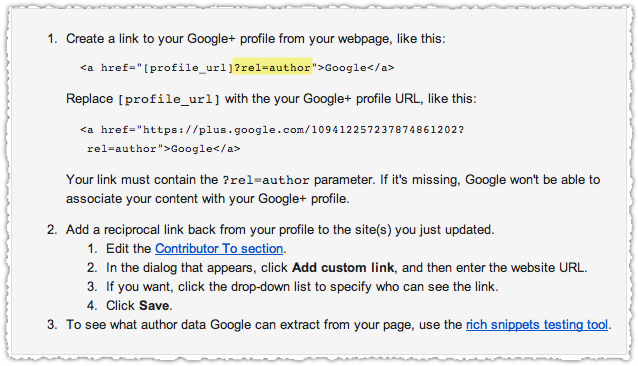 1. Create a link to your Google+ profile from your webpage, like this:
<a href="[profile_url]?rel=author">Google</a>
Replace [profile_url] with the your Google+ profile URL, like this:
<a href="https://plus.google.com/109412257237874861202?
rel=author">Google</a>
Your link must contain the ?rel=author parameter. If it's missing, Google won't be able to
associate your content with your Google+ profile.
2. Add a reciprocal link back from your profile to the site(s) you just updated.
1. Edit the Contributor To section.
2. In the dialog that appears, click Add custom link, and then enter the website URL.
3. If you want, click the drop-down list to specify who can see the link.
4. Click Save.
3. To see what author data Google can extract from your page, use the rich snippets testing tool.